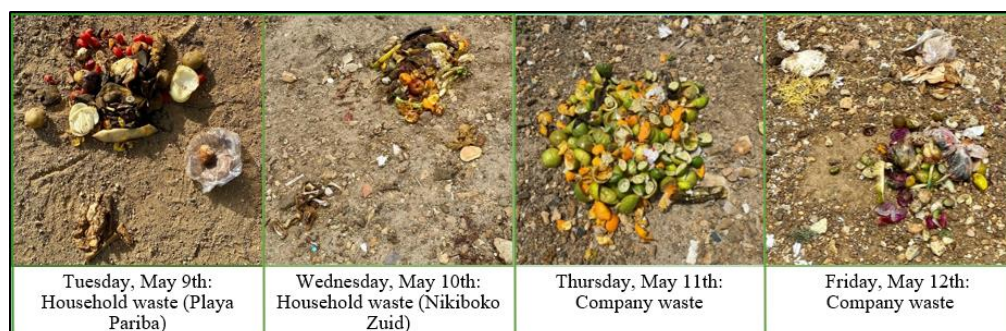 Tuesday, May 9th:
Household waste (Playa
Pariba)
Wednesday, May 10th:
Household waste (Nikiboko
Zuid)
Thursday, May 11th:
Company waste
Friday, May 12th:
Company waste